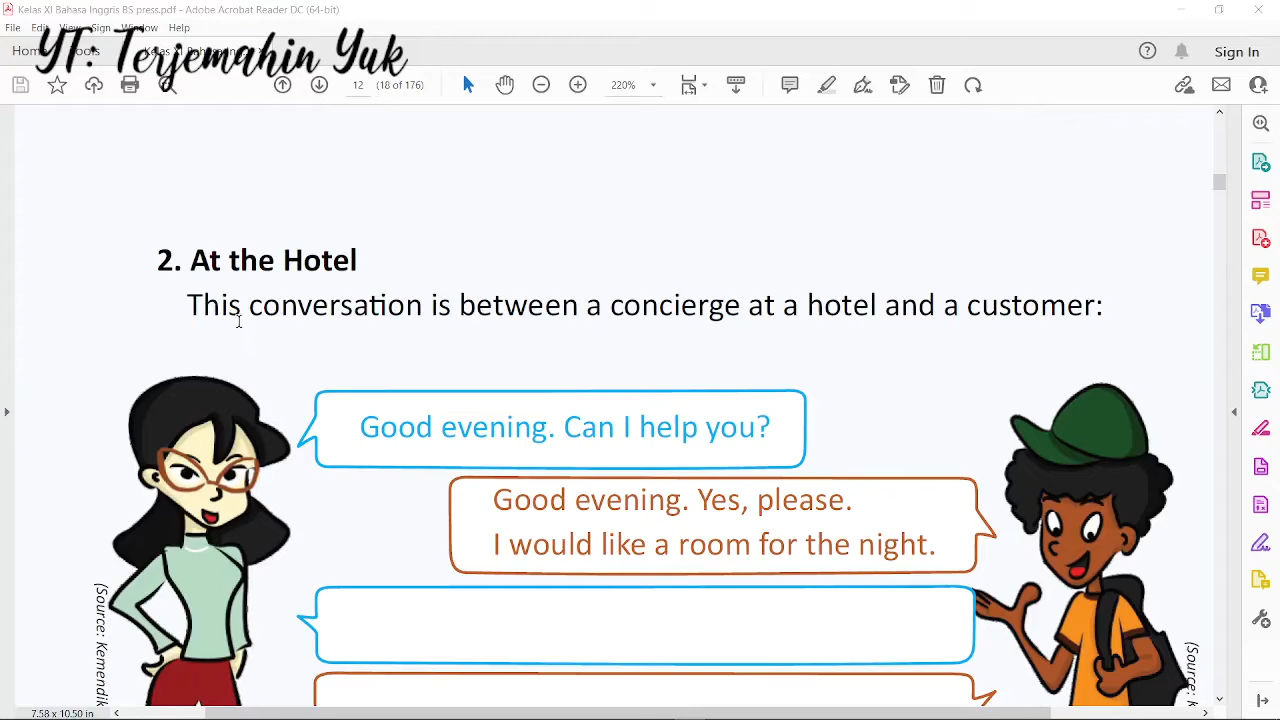 Kelas XI Bahasa Inggris BS press.pdf - Adobe Acrobat Reader DC (64-bit)
File Edit View Sign Window Help
YT: Terjemahin Yuk
Home Tools
Sign In
12 (18 of 176) 220%
2. At the Hotel
This conversation is between a concierge at a hotel and a customer:
Good evening. Can I help you?
Good evening. Yes, please.
I would like a room for the night.
(Source: Kemendik
(Source:
7.58 x 10.50 in